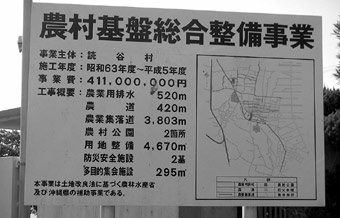 農村基盤総合整備事業
事業主体：読谷村
施工年度：昭和63年度～平成5年度
事業費：411,000,000円
工事概要：農業用排水 520m
農道 420m
農業集落道 3,803m
農村公園 2箇所
用地整備 4,670㎡
防災安全施設 2基
多目的集会施設 295㎡
本事業は土地改良法に基づく農林水産省
及び沖縄県の補助事業である。
凡例